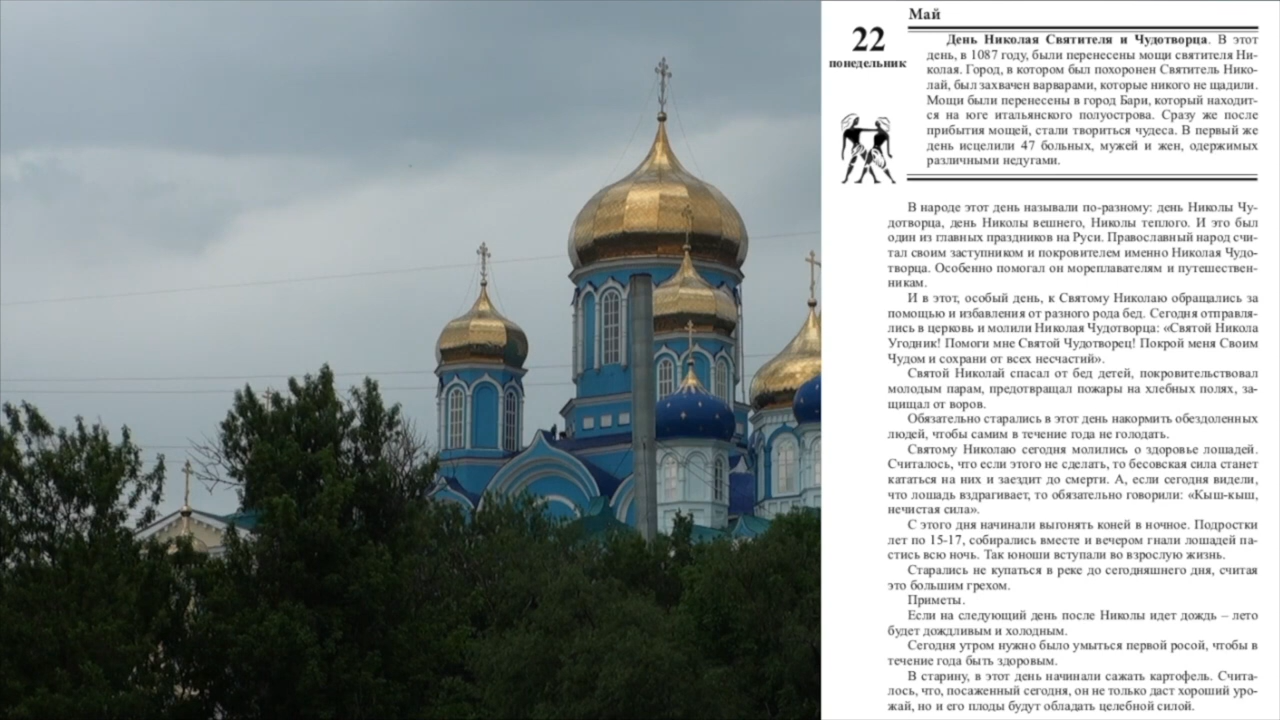 Май
22
понедельник
День Николая Святителя и Чудотворца. В этот
день, в 1087 году, были перенесены мощи святителя Ни-
колая. Город, в котором был похоронен Святитель Нико-
лай, был захвачен варварами, которые никого не щадили.
Мощи были перенесены в город Бари, который находит-
ся на юге итальянского полуострова. Сразу же после
прибытия мощей, стали твориться чудеса. В первый же
день исцелили 47 больных, мужей и жен, одержимых
различными недугами.
В народе этот день называли по-разному: день Николы Чу-
дотворца, день Николы вешнего, Николы теплого. И это был
один из главных праздников на Руси. Православный народ счи-
тал своим заступником и покровителем именно Николая Чудо-
творца. Особенно помогал он мореплавателям и путешествен-
никам.
И в этот, особый день, к Святому Николаю обращались за
помощью и избавления от разного рода бед. Сегодня отправля-
лись в церковь и молили Николая Чудотворца: «Святой Никола
Угодник! Помоги мне Святой Чудотворец! Покрой меня Своим
Чудом и сохрани от всех несчастий».
Святой Николай спасал от бед детей, покровительствовал
молодым парам, предотвращал пожары на хлебных полях, за-
щищал от воров.
Обязательно старались в этот день накормить обездоленных
людей, чтобы самим в течение года не голодать.
Святому Николаю сегодня молились о здоровье лошадей.
Считалось, что если этого не сделать, то бесовская сила станет
кататься на них и заездит до смерти. А, если сегодня видели,
что лошадь вздрагивает, то обязательно говорили: «Кыш-кыш,
нечистая сила».
С этого дня начинали выгонять коней в ночное. Подростки
лет по 15-17, собирались вместе и вечером гнали лошадей па-
стись всю ночь. Так юноши вступали во взрослую жизнь.
Старались не купаться в реке до сегодняшнего дня, считая
это большим грехом.
Приметы.
Если на следующий день после Николы идет дождь – лето
будет дождливым и холодным.
Сегодня утром нужно было умыться первой росой, чтобы в
течение года быть здоровым.
В старину, в этот день начинали сажать картофель. Счита-
лось, что, посаженный сегодня, он не только даст хороший уро-
жай, но и его плоды будут обладать целебной силой.